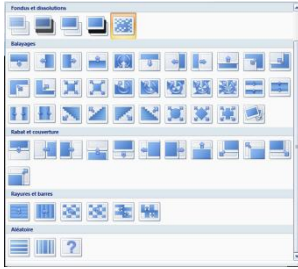 Fondus et dissolutions
Balayages
Rabat et couverture
Rayures et barres
Aléatoire
?